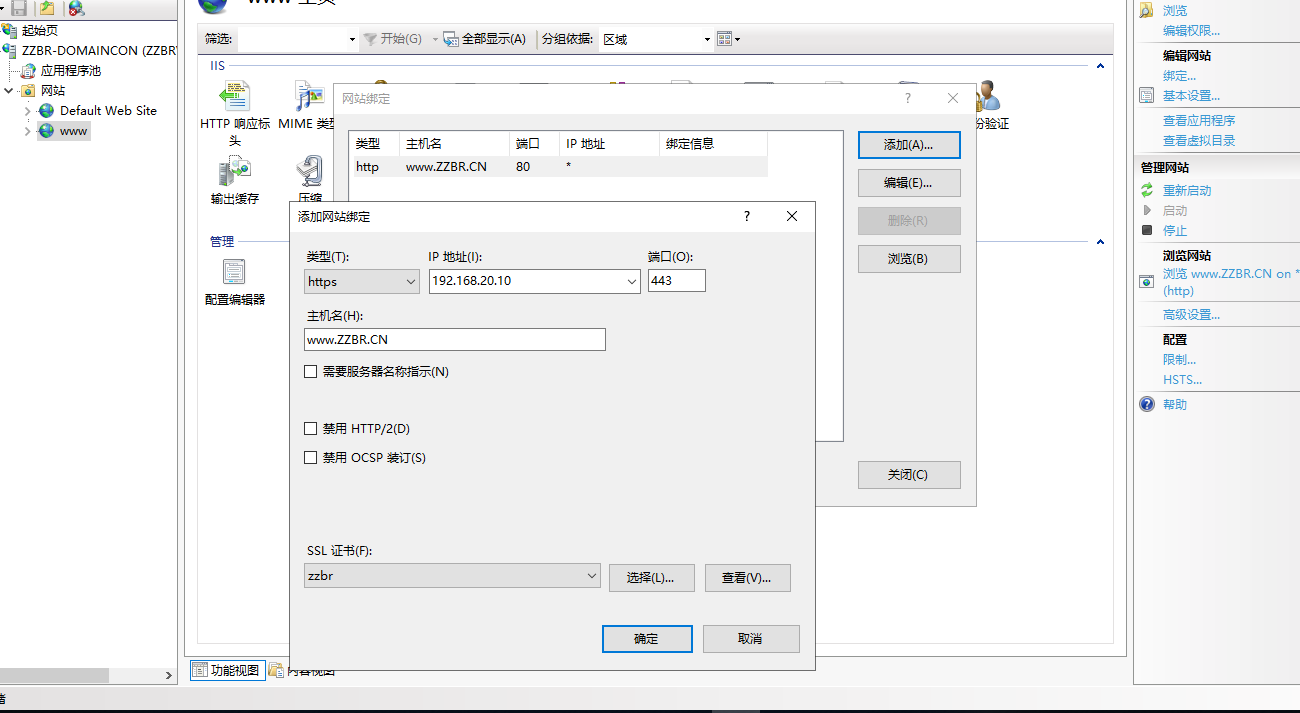 起始页
ZZBR-DOMAINCON (ZZBR
应用程序池
网站
Default Web Site
www
www 主页
筛选:
开始(G)
全部显示(A)
分组依据:
区域
IIS
HTTP 响应标
头
MIME 类型
份验证
输出缓存
压缩
管理
配置编辑器
网站绑定
?
类型
主机名
端口
IP 地址
绑定信息
http
www.ZZBR.CN
80
*
添加(A)...
编辑(E)...
删除(R)
浏览(B)
关闭(C)
添加网站绑定
?
类型(T):
IP 地址(I):
端口(O):
https
192.168.20.10
443
主机名(H):
www.ZZBR.CN
需要服务器名称指示(N)
禁用 HTTP/2(D)
禁用 OCSP 装订(S)
SSL 证书(F):
zzbr
选择(L)...
查看(V)...
确定
取消
功能视图
内容视图
浏览
编辑权限...
编辑网站
绑定...
基本设置...
查看应用程序
查看虚拟目录
管理网站
重新启动
启动
停止
浏览网站
浏览 www.ZZBR.CN on *
(http)
高级设置...
配置
限制...
HSTS...
帮助